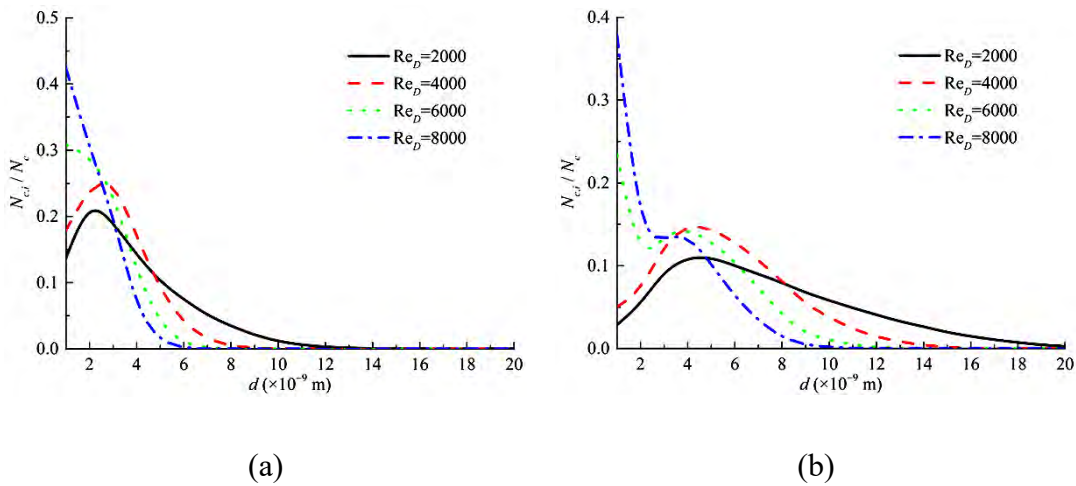 0.5
0.4
0.3
0.2
0.1
0.0
N_{c,i} / N_c
2 4 6 8 10 12 14 16 18 20
d (×10⁻⁹ m)
Re_D=2000
Re_D=4000
Re_D=6000
Re_D=8000
(a)
0.4
0.3
0.2
0.1
0.0
N_{c,i} / N_c
2 4 6 8 10 12 14 16 18 20
d (×10⁻⁹ m)
Re_D=2000
Re_D=4000
Re_D=6000
Re_D=8000
(b)